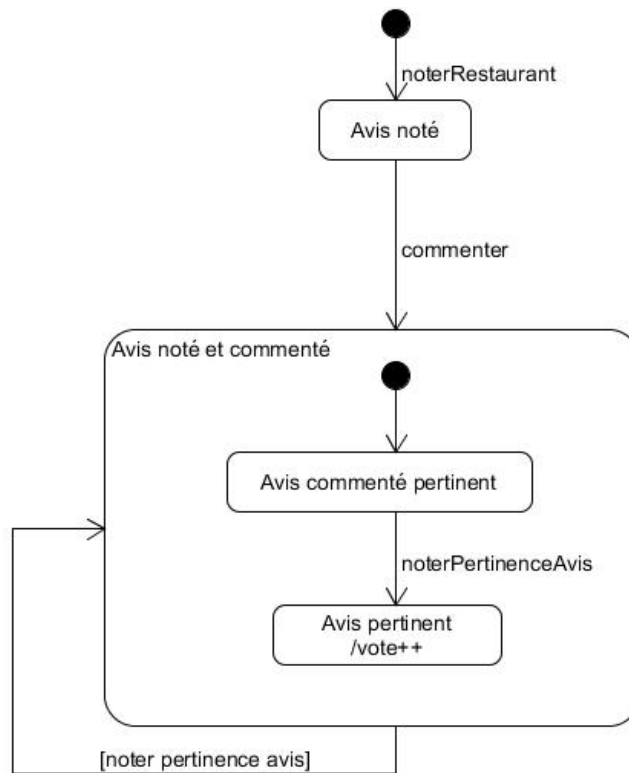 noterRestaurant
Avis noté
commenter
Avis noté et commenté
Avis commenté pertinent
noterPertinenceAvis
Avis pertinent
/vote++
[noter pertinence avis]